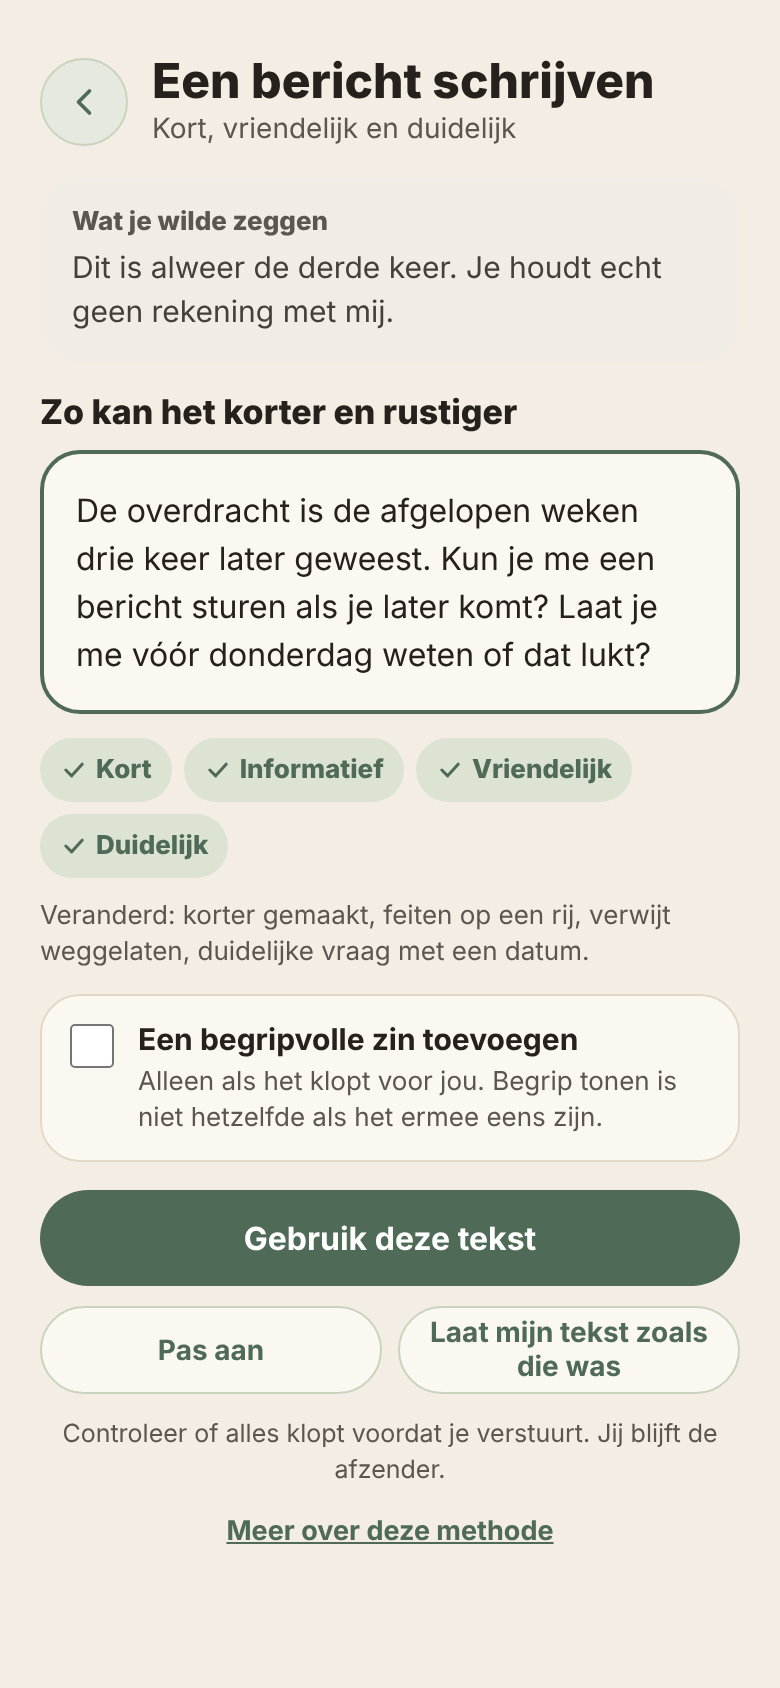 Een bericht schrijven
Kort, vriendelijk en duidelijk
Wat je wilde zeggen
Dit is alweer de derde keer. Je houdt echt
geen rekening met mij.
Zo kan het korter en rustiger
De overdracht is de afgelopen weken
drie keer later geweest. Kun je me een
bericht sturen als je later komt? Laat je
me vóór donderdag weten of dat lukt?
Kort
Informatief
Vriendelijk
Duidelijk
Veranderd: korter gemaakt, feiten op een rij, verwijt
weggelaten, duidelijke vraag met een datum.
Een begripvolle zin toevoegen
Alleen als het klopt voor jou. Begrip tonen is
niet hetzelfde als het ermee eens zijn.
Gebruik deze tekst
Pas aan
Laat mijn tekst zoals
die was
Controleer of alles klopt voordat je verstuurt. Jij blijft de
afzender.
Meer over deze methode